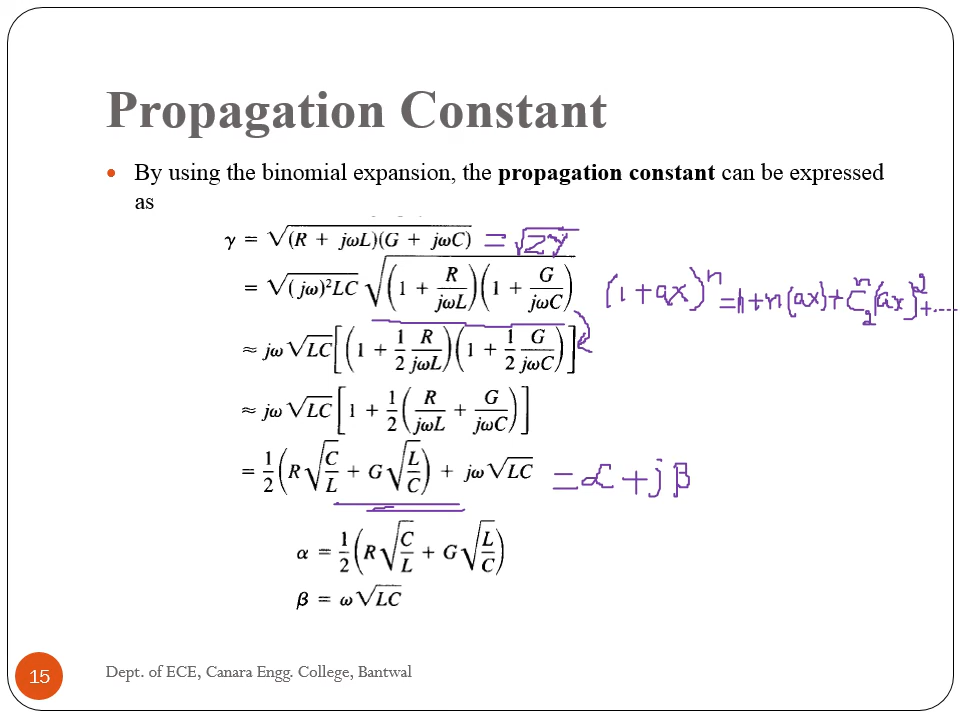 Propagation Constant
• By using the binomial expansion, the propagation constant can be expressed
as
γ = √(R + jωL)(G + jωC) = √ZY
= √(jω)²LC √(1 + R/jωL)(1 + G/jωC) (1+ax)ⁿ = 1+n(ax)+ⁿC₂(ax)²+....
≈ jω√LC[(1 + 1/2 R/jωL)(1 + 1/2 G/jωC)]
≈ jω√LC[1 + 1/2(R/jωL + G/jωC)]
= 1/2(R√C/L + G√L/C) + jω√LC = α+jβ
α = 1/2(R√C/L + G√L/C)
β = ω√LC
15 Dept. of ECE, Canara Engg. College, Bantwal